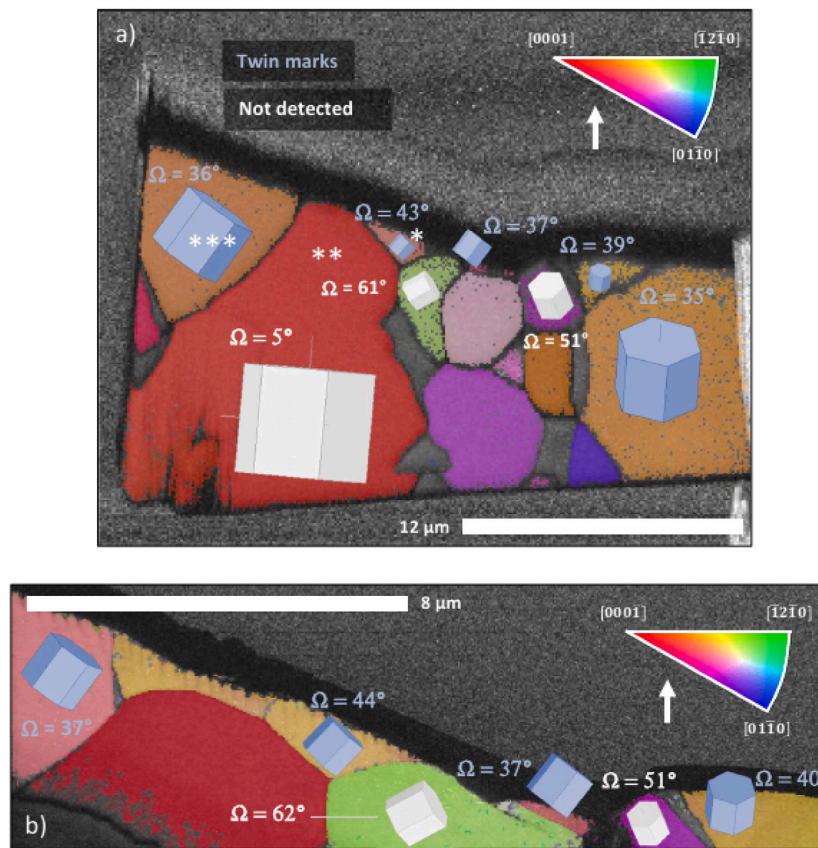 a)
Twin marks
Not detected
[0001]
[1̄21̄0]
[011̄0]
Ω = 36°
***
**
Ω = 43°
*
Ω = 37°
Ω = 39°
Ω = 61°
Ω = 35°
Ω = 5°
Ω = 51°
12 μm
8 μm
[0001]
[1̄21̄0]
[011̄0]
Ω = 37°
Ω = 44°
Ω = 37°
Ω = 51°
Ω = 40
Ω = 62°
b)